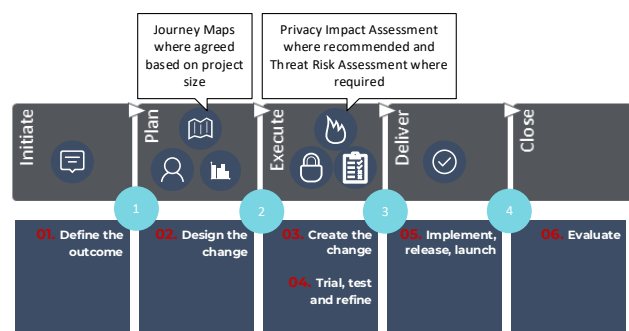 Journey Maps
where agreed
based on project
size
Privacy Impact Assessment
where recommended and
Threat Risk Assessment where
required
Initiate
Plan
Execute
Deliver
Close
1
2
3
4
01. Define the
outcome
02. Design the
change
03. Create the
change
04. Trial, test
and refine
05. Implement,
release, launch
06. Evaluate